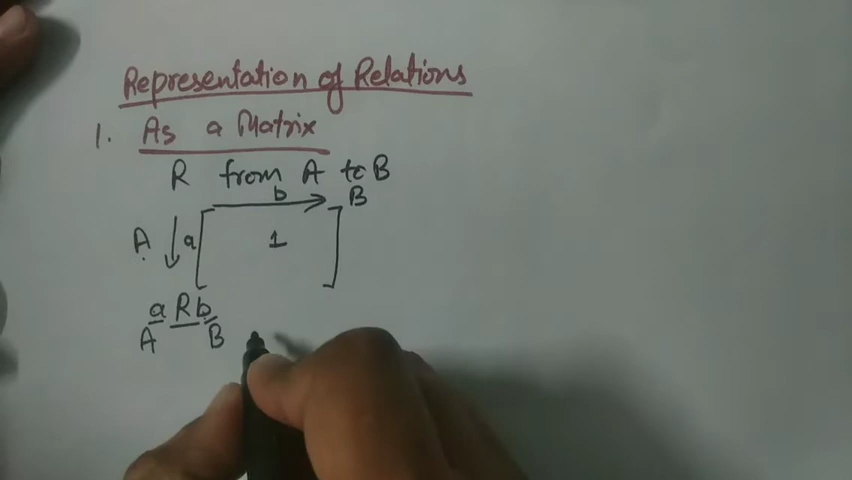 Representation of Relations
1. As a Matrix
R from A to B
b B
A a 1
a R b
A B